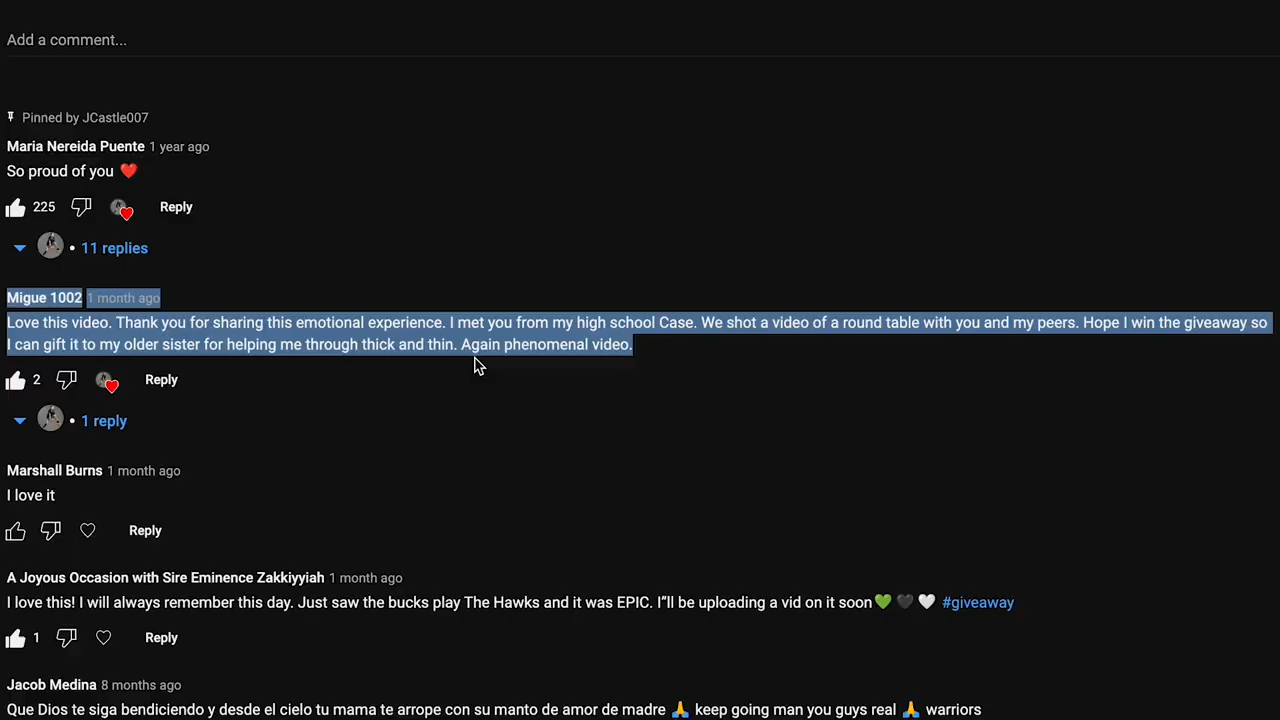 Add a comment...
Pinned by JCastle007
Maria Nereida Puente 1 year ago
So proud of you ❤️
225 Reply
• 11 replies
Migue 1002 1 month ago
Love this video. Thank you for sharing this emotional experience. I met you from my high school Case. We shot a video of a round table with you and my peers. Hope I win the giveaway so
I can gift it to my older sister for helping me through thick and thin. Again phenomenal video.
2 Reply
• 1 reply
Marshall Burns 1 month ago
I love it
Reply
A Joyous Occasion with Sire Eminence Zakkiyyiah 1 month ago
I love this! I will always remember this day. Just saw the bucks play The Hawks and it was EPIC. I"ll be uploading a vid on it soon💚 🖤 🤍 #giveaway
1 Reply
Jacob Medina 8 months ago
Que Dios te siga bendiciendo y desde el cielo tu mama te arrope con su manto de amor de madre 🙏 keep going man you guys real 🙏 warriors